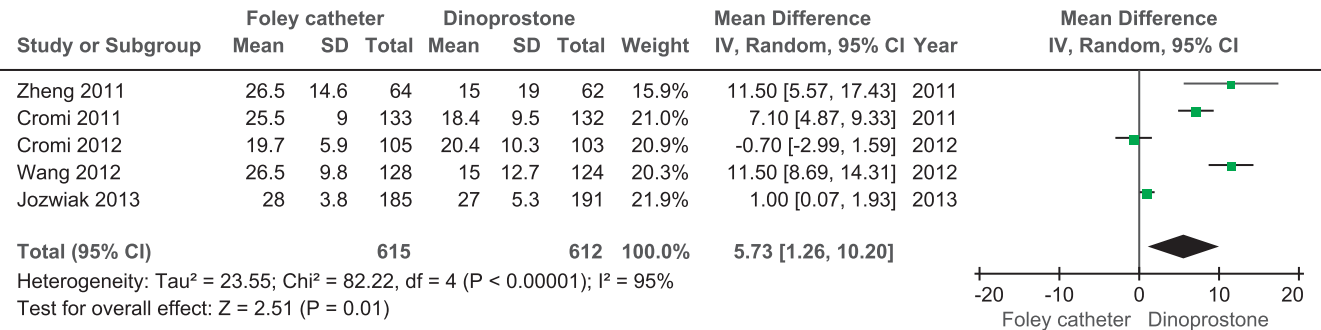 Foley catheter Dinoprostone Mean Difference Mean Difference
Study or Subgroup Mean SD Total Mean SD Total Weight IV, Random, 95% CI Year IV, Random, 95% CI
Zheng 2011 26.5 14.6 64 15 19 62 15.9% 11.50 [5.57, 17.43] 2011
Cromi 2011 25.5 9 133 18.4 9.5 132 21.0% 7.10 [4.87, 9.33] 2011
Cromi 2012 19.7 5.9 105 20.4 10.3 103 20.9% -0.70 [-2.99, 1.59] 2012
Wang 2012 26.5 9.8 128 15 12.7 124 20.3% 11.50 [8.69, 14.31] 2012
Jozwiak 2013 28 3.8 185 27 5.3 191 21.9% 1.00 [0.07, 1.93] 2013
Total (95% CI) 615 612 100.0% 5.73 [1.26, 10.20]
Heterogeneity: Tau² = 23.55; Chi² = 82.22, df = 4 (P < 0.00001); I² = 95%
Test for overall effect: Z = 2.51 (P = 0.01)
-20 -10 0 10 20
Foley catheter Dinoprostone